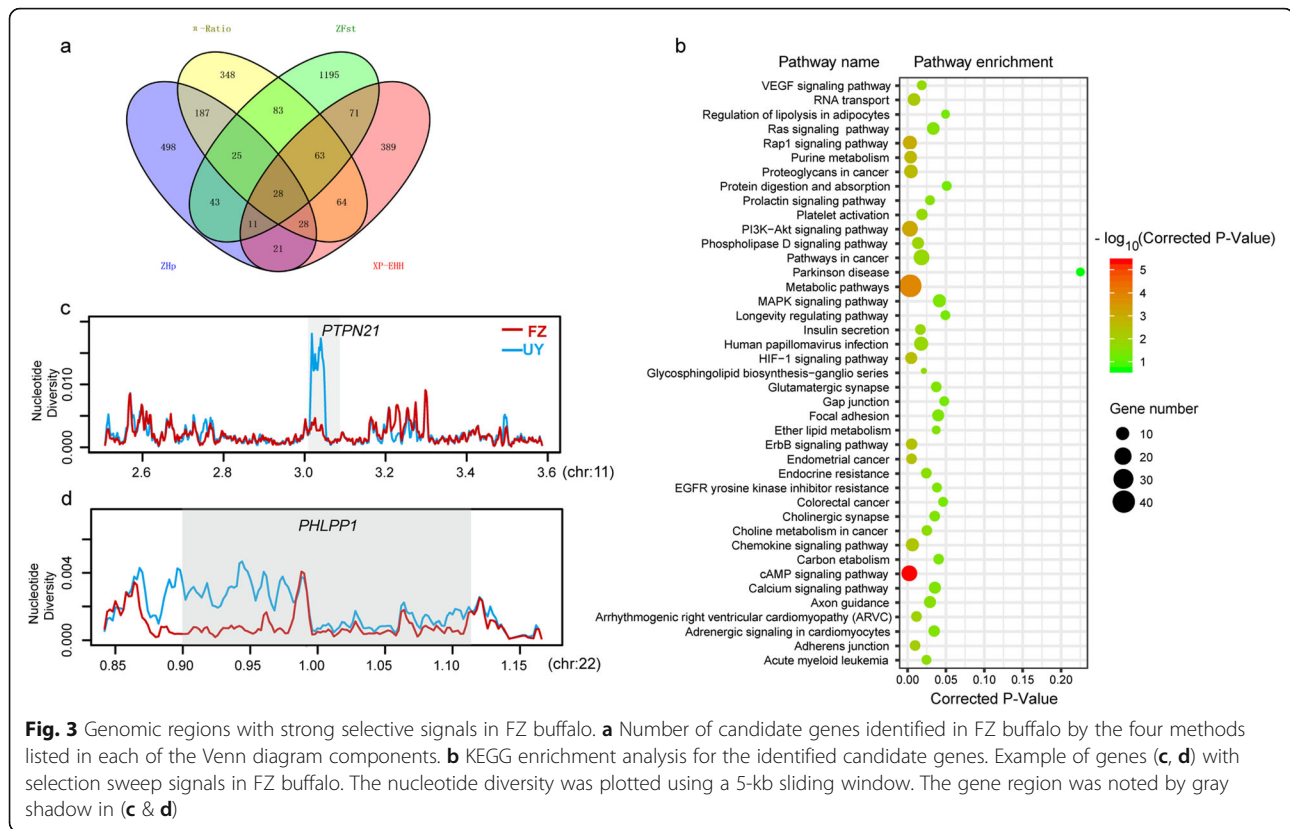 a
π-Ratio
ZFst
348
1195
187
83
71
498
25
63
389
28
43
11
28
64
21
ZHp
XP-EHH
b
Pathway name
Pathway enrichment
VEGF signaling pathway
RNA transport
Regulation of lipolysis in adipocytes
Ras signaling pathway
Rap1 signaling pathway
Purine metabolism
Proteoglycans in cancer
Protein digestion and absorption
Prolactin signaling pathway
Platelet activation
PI3K−Akt signaling pathway
Phospholipase D signaling pathway
Pathways in cancer
Parkinson disease
Metabolic pathways
MAPK signaling pathway
Longevity regulating pathway
Insulin secretion
Human papillomavirus infection
HIF−1 signaling pathway
Glycosphingolipid biosynthesis-ganglio series
Glutamatergic synapse
Gap junction
Focal adhesion
Ether lipid metabolism
ErbB signaling pathway
Endometrial cancer
Endocrine resistance
EGFR yrosine kinase inhibitor resistance
Colorectal cancer
Cholinergic synapse
Choline metabolism in cancer
Chemokine signaling pathway
Carbon etabolism
cAMP signaling pathway
Calcium signaling pathway
Axon guidance
Arrhythmogenic right ventricular cardiomyopathy (ARVC)
Adrenergic signaling in cardiomyocytes
Adherens junction
Acute myeloid leukemia
0.00 0.05 0.10 0.15 0.20
Corrected P-Value
- log10(Corrected P-Value)
5
4
3
2
1
Gene number
10
20
30
40
c
PTPN21
FZ
UY
Nucleotide
Diversity
0.010
0.000
2.6 2.8 3.0 3.2 3.4 3.6 (chr:11)
d
PHLPP1
Nucleotide
Diversity
0.004
0.000
0.85 0.90 0.95 1.00 1.05 1.10 1.15 (chr:22)
Fig. 3 Genomic regions with strong selective signals in FZ buffalo. a Number of candidate genes identified in FZ buffalo by the four methods
listed in each of the Venn diagram components. b KEGG enrichment analysis for the identified candidate genes. Example of genes (c, d) with
selection sweep signals in FZ buffalo. The nucleotide diversity was plotted using a 5-kb sliding window. The gene region was noted by gray
shadow in (c & d)